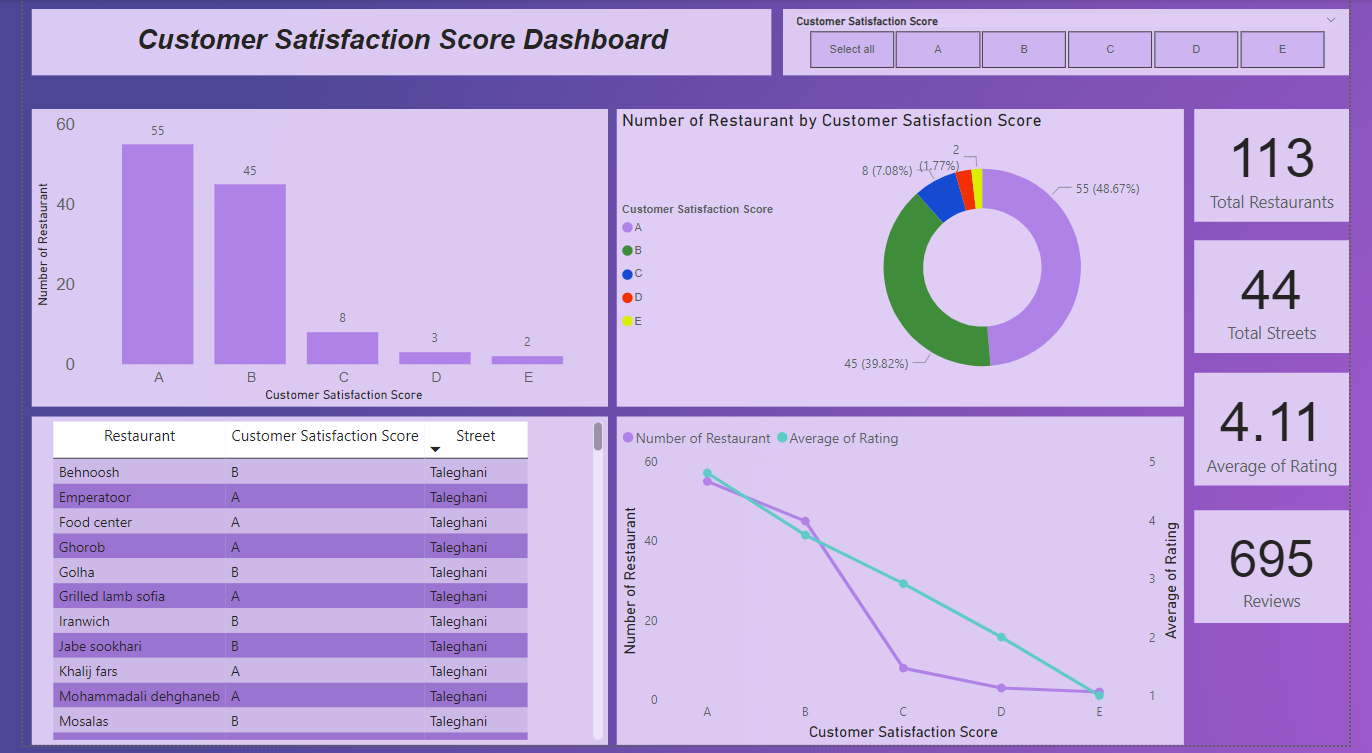 Customer Satisfaction Score Dashboard
Customer Satisfaction Score
Select all A B C D E
60
40
20
0
Number of Restaurant
55
45
8
3
2
A B C D E
Customer Satisfaction Score
Number of Restaurant by Customer Satisfaction Score
Customer Satisfaction Score
A
B
C
D
E
2
(1.77%)
8 (7.08%)
55 (48.67%)
45 (39.82%)
113
Total Restaurants
44
Total Streets
4.11
Average of Rating
695
Reviews
Restaurant Customer Satisfaction Score Street
Behnoosh B Taleghani
Emperatoor A Taleghani
Food center A Taleghani
Ghorob A Taleghani
Golha B Taleghani
Grilled lamb sofia A Taleghani
Iranwich B Taleghani
Jabe sookhari B Taleghani
Khalij fars A Taleghani
Mohammadali dehghaneb A Taleghani
Mosalas B Taleghani
Number of Restaurant Average of Rating
60
40
20
0
Number of Restaurant
5
4
3
2
1
Average of Rating
A B C D E
Customer Satisfaction Score